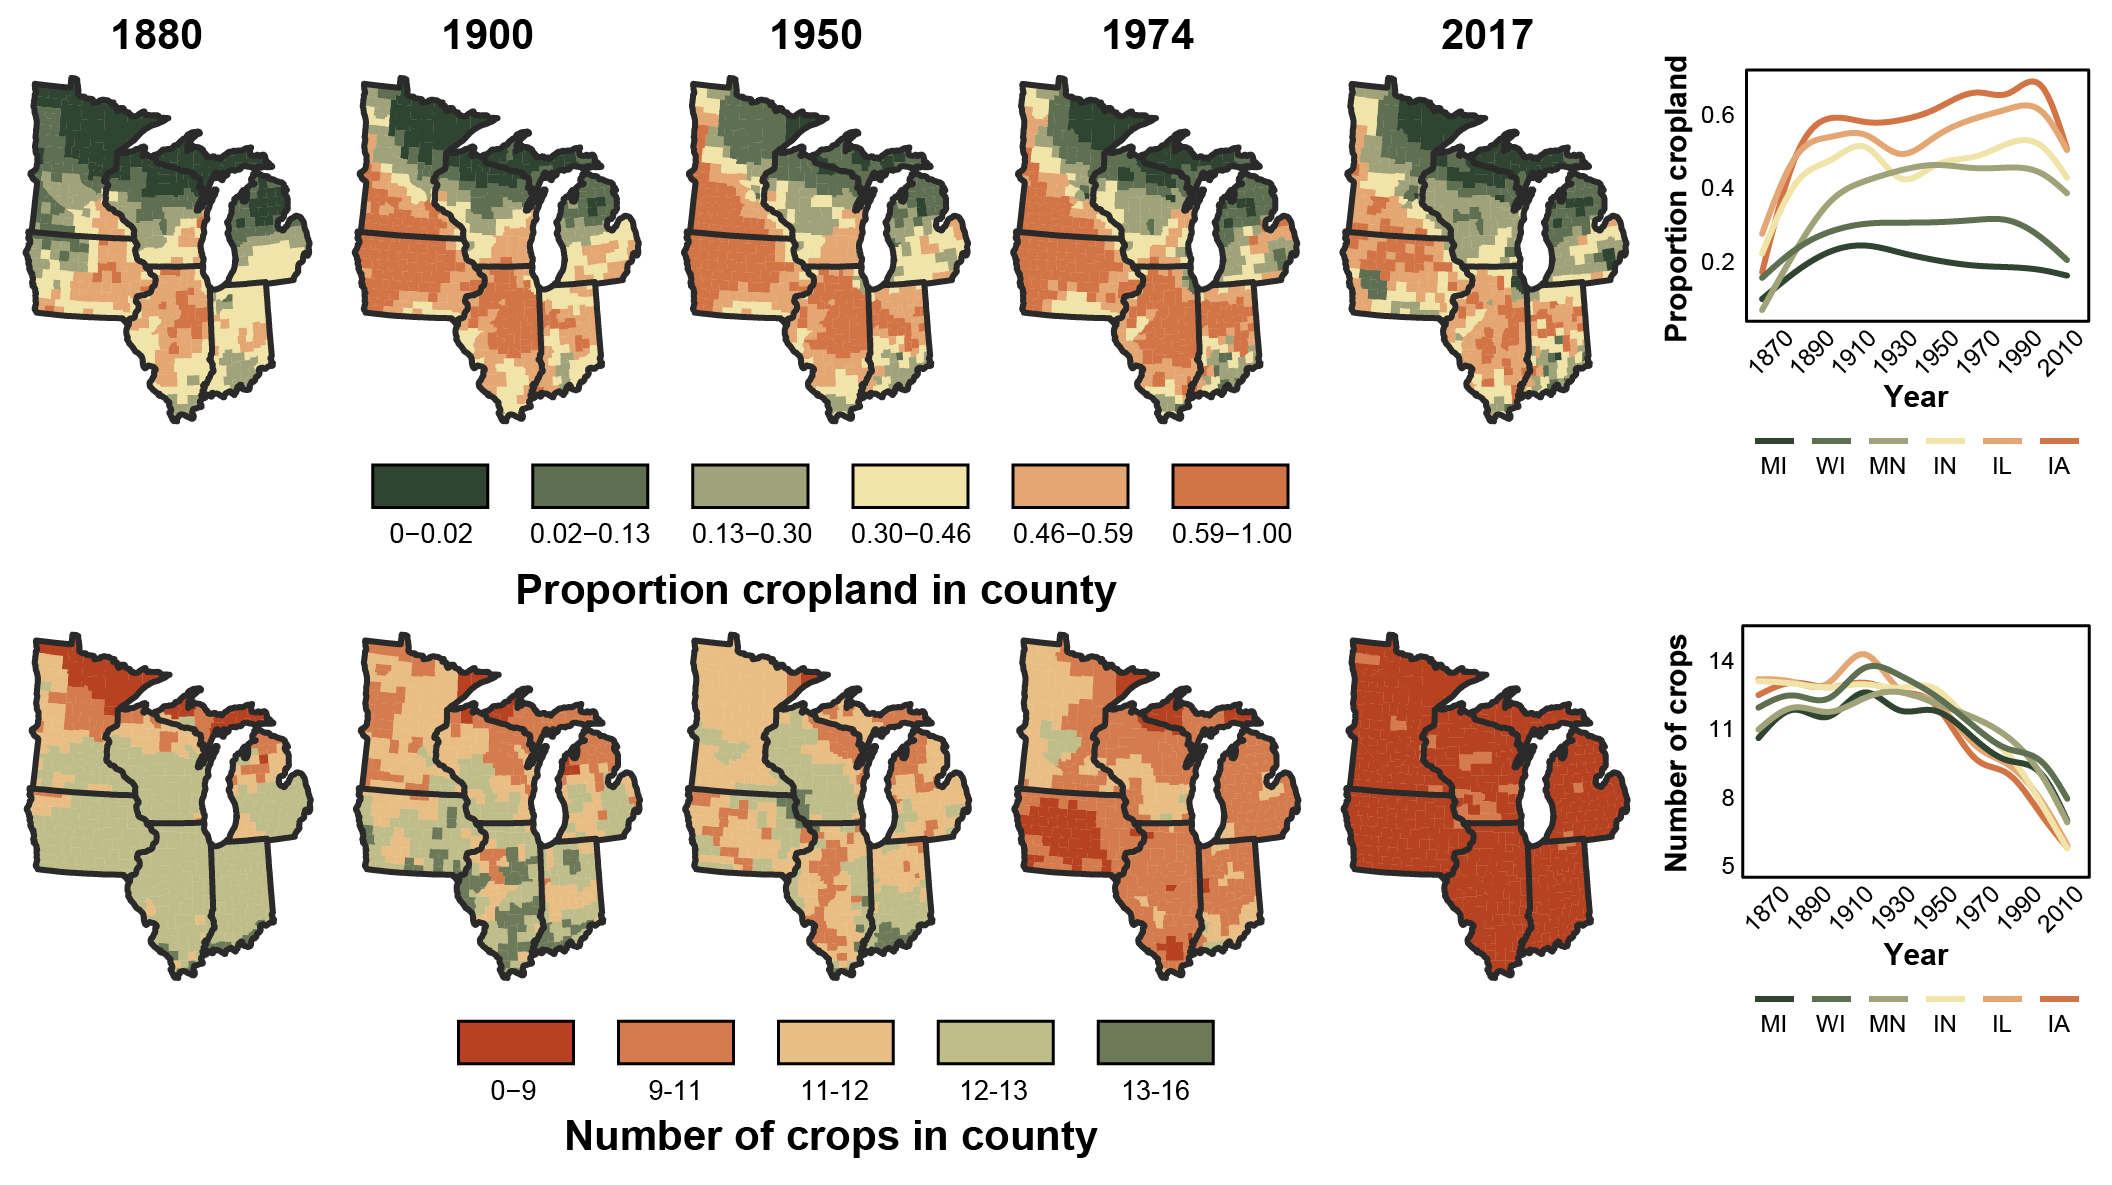 1880 1900 1950 1974 2017
Proportion cropland
0.6
0.4
0.2
1870 1890 1910 1930 1950 1970 1990 2010
Year
MI WI MN IN IL IA
0−0.02 0.02−0.13 0.13−0.30 0.30−0.46 0.46−0.59 0.59−1.00
Proportion cropland in county
Number of crops
14
11
8
5
1870 1890 1910 1930 1950 1970 1990 2010
Year
MI WI MN IN IL IA
0−9 9-11 11-12 12-13 13-16
Number of crops in county